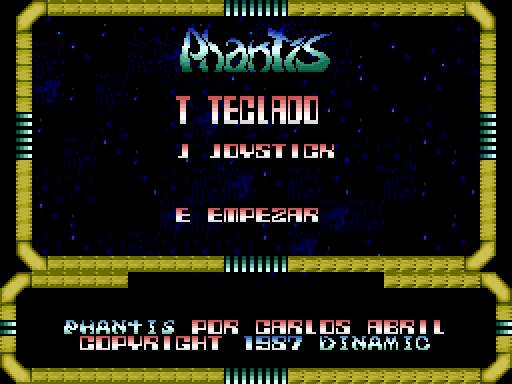 Phantis
T TECLADO
J JOYSTICK
E EMPEZAR
PHANTIS POR CARLOS ABRIL
COPYRIGHT 1987 DINAMIC